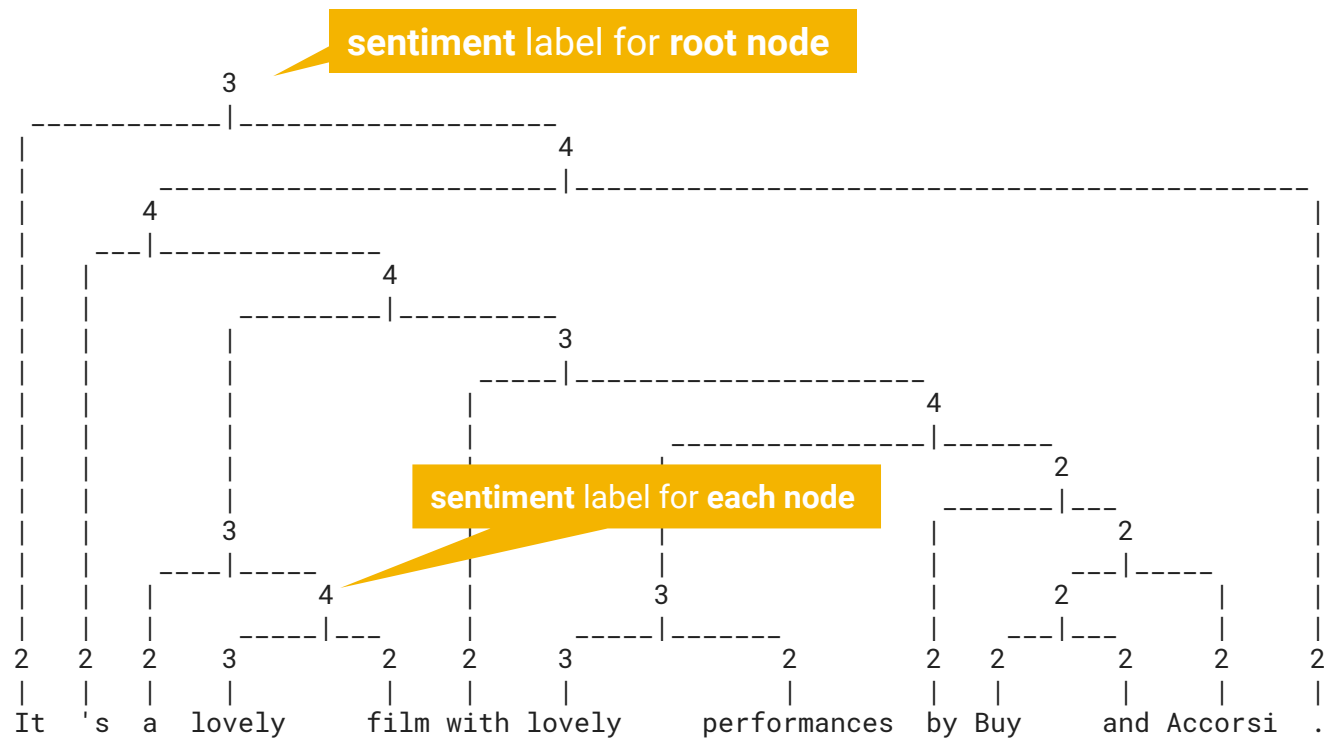 sentiment label for root node
3
4
4
4
3
4
2
sentiment label for each node
3 2
4 3 2
2 2 2 3 2 2 3 2 2 2 2 2 2
It 's a lovely film with lovely performances by Buy and Accorsi .